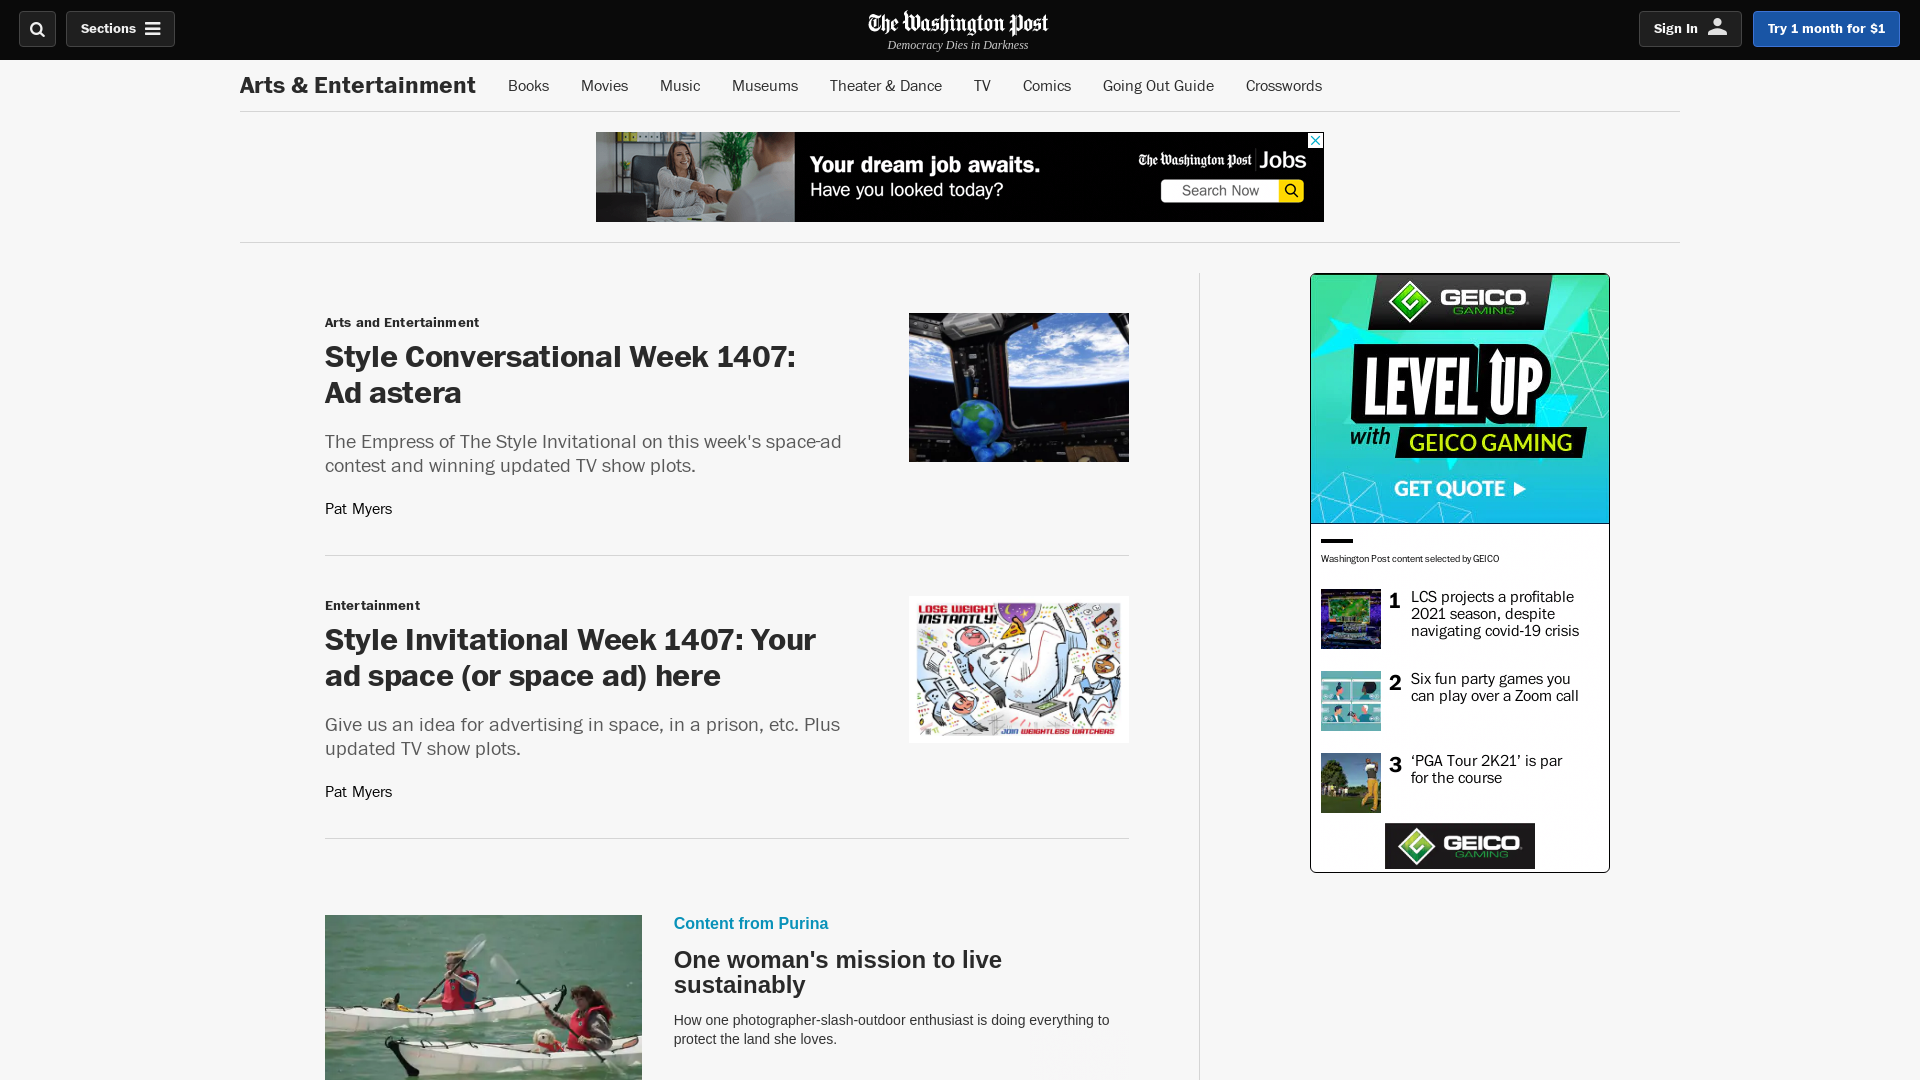 Sections
The Washington Post
Democracy Dies in Darkness
Sign In
Try 1 month for $1
Arts & Entertainment
Books
Movies
Music
Museums
Theater & Dance
TV
Comics
Going Out Guide
Crosswords
Your dream job awaits.
Have you looked today?
The Washington Post Jobs
Search Now
Arts and Entertainment
Style Conversational Week 1407:
Ad astera
The Empress of The Style Invitational on this week's space-ad
contest and winning updated TV show plots.
Pat Myers
Entertainment
Style Invitational Week 1407: Your
ad space (or space ad) here
Give us an idea for advertising in space, in a prison, etc. Plus
updated TV show plots.
Pat Myers
LOSE WEIGHT
INSTANTLY!
JOIN WEIGHTLESS WATCHERS
Content from Purina
One woman's mission to live
sustainably
How one photographer-slash-outdoor enthusiast is doing everything to
protect the land she loves.
GEICO
GAMING
LEVEL UP
with GEICO GAMING
GET QUOTE
Washington Post content selected by GEICO
1 LCS projects a profitable
2021 season, despite
navigating covid-19 crisis
2 Six fun party games you
can play over a Zoom call
3 ‘PGA Tour 2K21’ is par
for the course
GEICO
GAMING